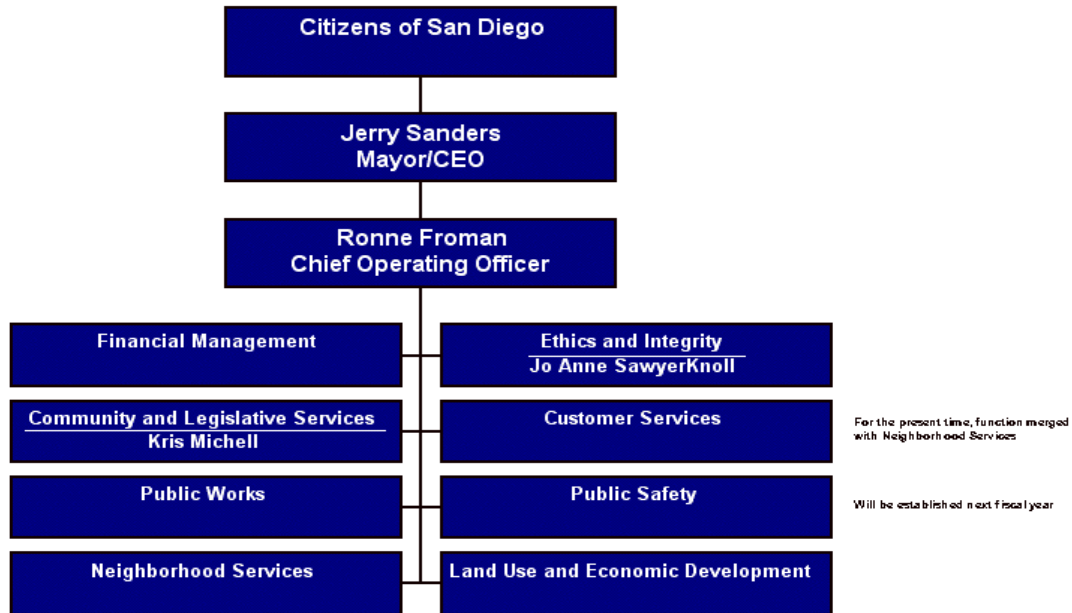 Citizens of San Diego
Jerry Sanders
Mayor/CEO
Ronne Froman
Chief Operating Officer
Financial Management
Ethics and Integrity
Jo Anne SawyerKnoll
Community and Legislative Services
Kris Michell
Customer Services
For the present time, function merged
with Neighborhood Services
Public Works
Public Safety
Will be established next fiscal year
Neighborhood Services
Land Use and Economic Development